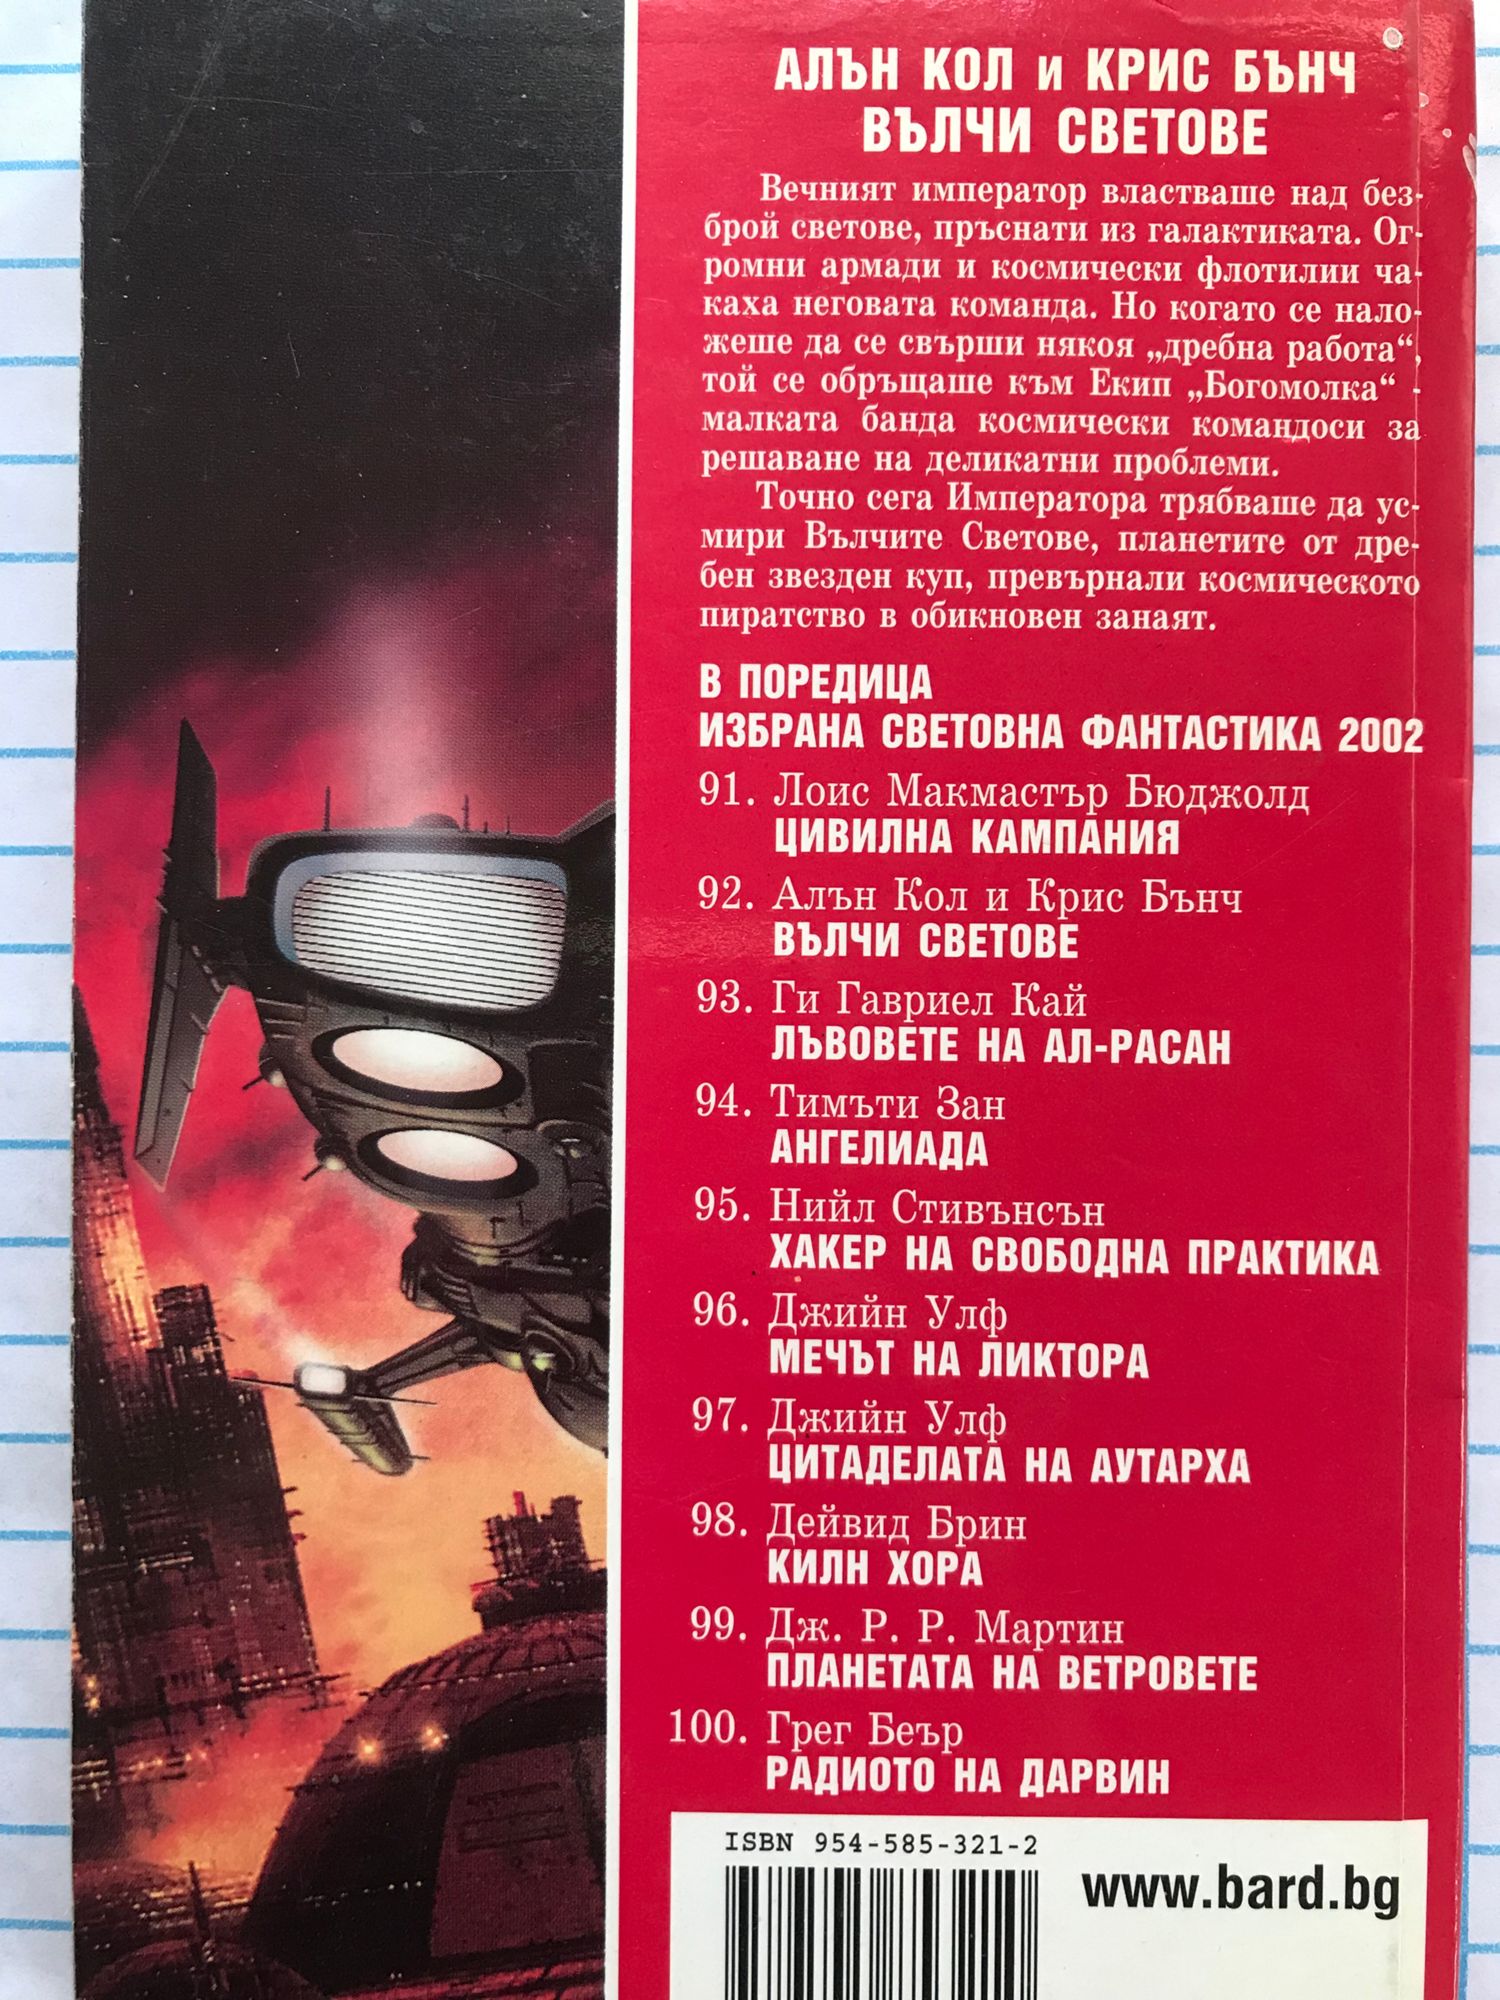 АЛЪН КОЛ и КРИС БЪНЧ
ВЪЛЧИ СВЕТОВЕ
Вечният император властваше над без-
брой светове, пръснати из галактиката. Ог-
ромни армади и космически флотилии ча-
каха неговата команда. Но когато се нало-
жеше да се свърши някоя „дребна работа“,
той се обръщаше към Екип „Богомолка“ -
малката банда космически командоси за
решаване на деликатни проблеми.
Точно сега Императора трябваше да ус-
мири Вълчите Светове, планетите от дре-
бен звезден куп, превърнали космическото
пиратство в обикновен занаят.
В ПОРЕДИЦА
ИЗБРАНА СВЕТОВНА ФАНТАСТИКА 2002
91. Лоис Макмастър Бюджолд
ЦИВИЛНА КАМПАНИЯ
92. Алън Кол и Крис Бънч
ВЪЛЧИ СВЕТОВЕ
93. Ги Гавриел Кай
ЛЪВОВЕТЕ НА АЛ-РАСАН
94. Тимъти Зан
АНГЕЛИАДА
95. Нийл Стивънсън
ХАКЕР НА СВОБОДНА ПРАКТИКА
96. Джийн Улф
МЕЧЪТ НА ЛИКТОРА
97. Джийн Улф
ЦИТАДЕЛАТА НА АУТАРХА
98. Дейвид Брин
КИЛН ХОРА
99. Дж. Р. Р. Мартин
ПЛАНЕТАТА НА ВЕТРОВЕТЕ
100. Грег Беър
РАДИОТО НА ДАРВИН
ISBN 954-585-321-2
www.bard.bg